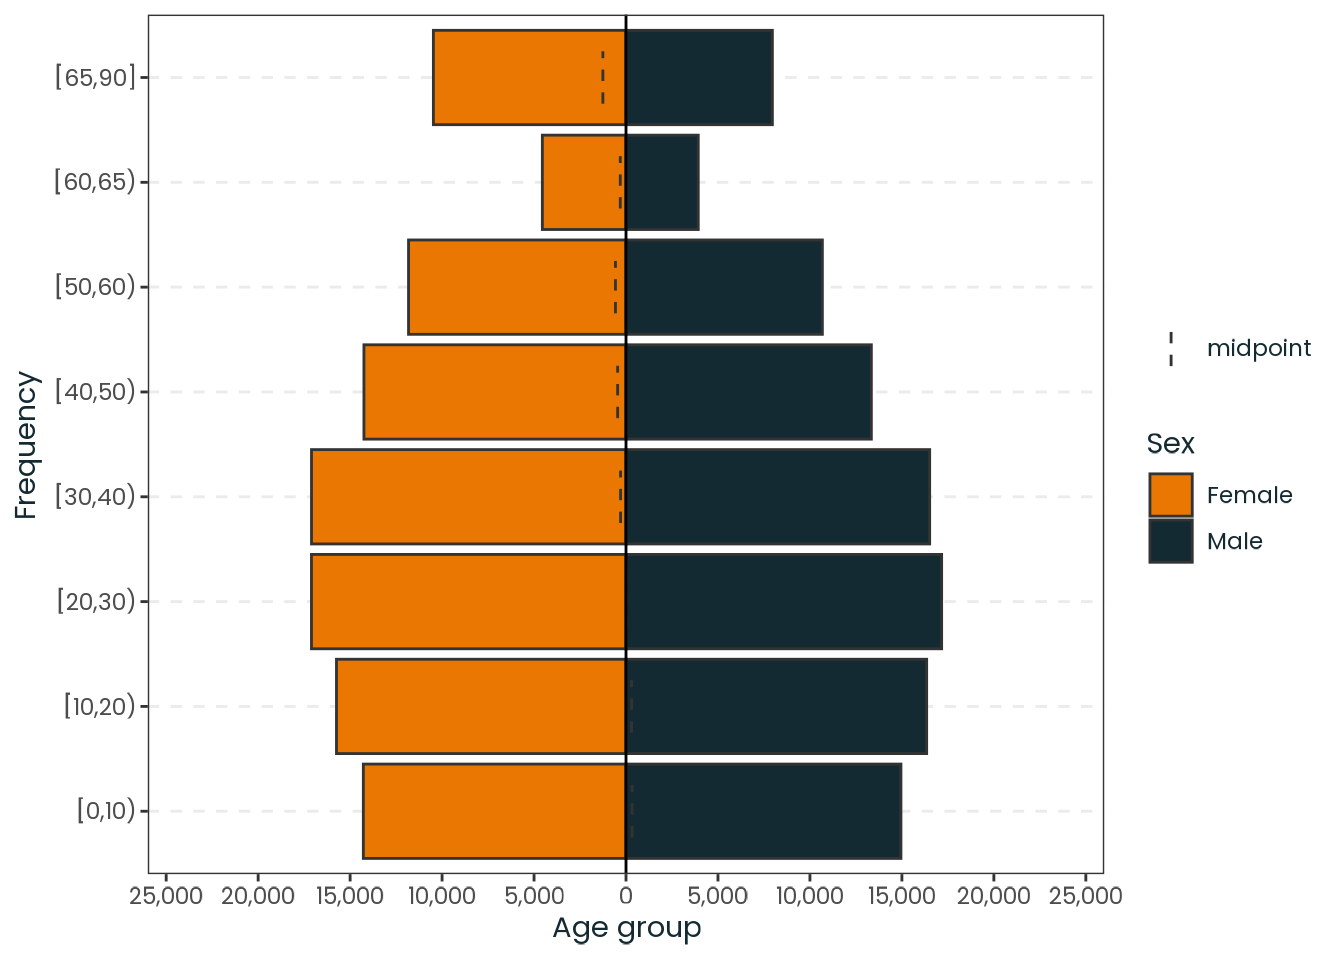 [65,90]
[60,65)
[50,60)
[40,50)
[30,40)
[20,30)
[10,20)
[0,10)
Frequency
25,000 20,000 15,000 10,000 5,000 0 5,000 10,000 15,000 20,000 25,000
Age group
midpoint
Sex
Female
Male